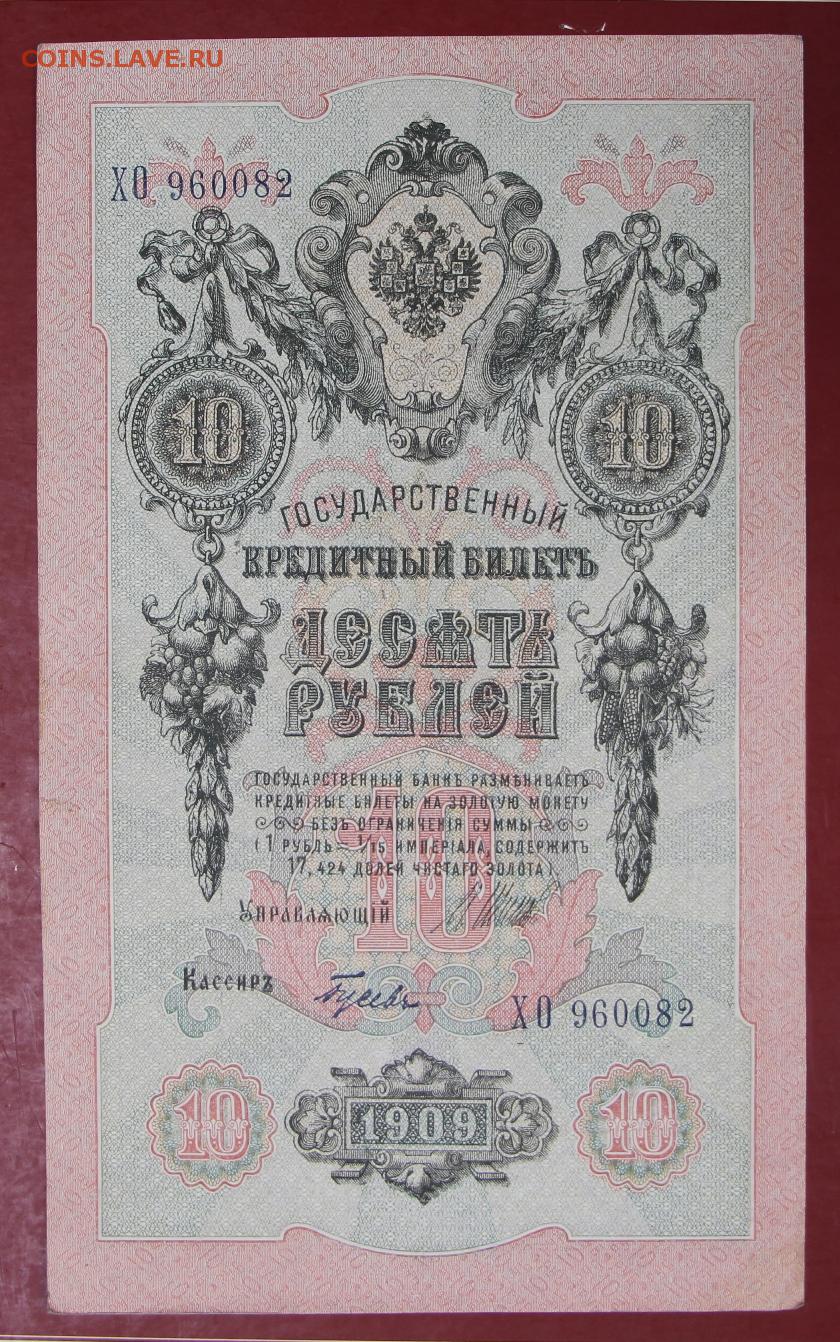 COINS.LAVE.RU
ХО 960082
10
10
ГОСУДАРСТВЕННЫЙ
КРЕДИТНЫЙ БИЛЕТЪ
ДЕСЯТЬ
РУБЛЕЙ
ГОСУДАРСТВЕННЫЙ БАНКЪ РАЗМѢНИВАЕТЪ
КРЕДИТНЫЕ БИЛЕТЫ НА ЗОЛОТУЮ МОНЕТУ
БЕЗЪ ОГРАНИЧЕНІЯ СУММЫ
(1 РУБЛЬ = 1/15 ИМПЕРІАЛА, СОДЕРЖИТЪ
17,424 ДОЛЕЙ ЧИСТАГО ЗОЛОТА).
10
УПРАВЛЯЮЩІЙ
Кассиръ
Гусевъ
ХО 960082
10
1909
10